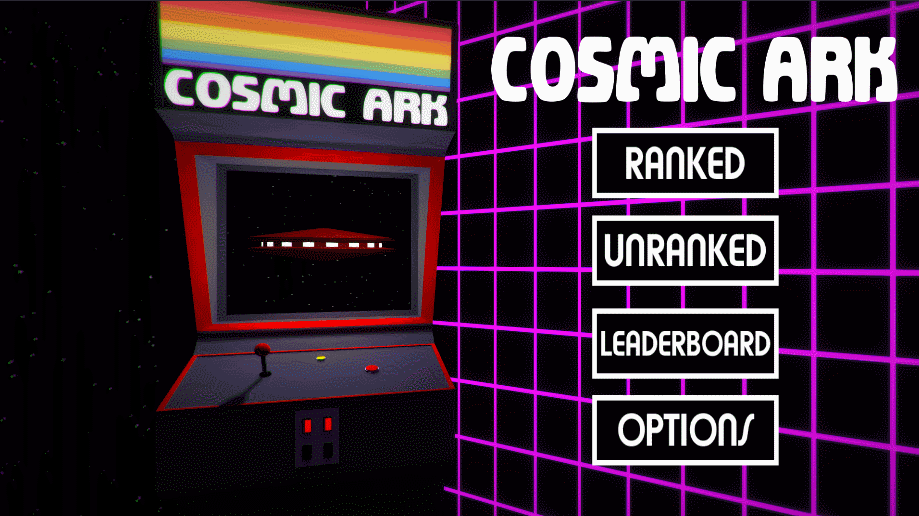 COSMIC ARK
COSMIC ARK
RANKED
UNRANKED
LEADERBOARD
OPTIONS